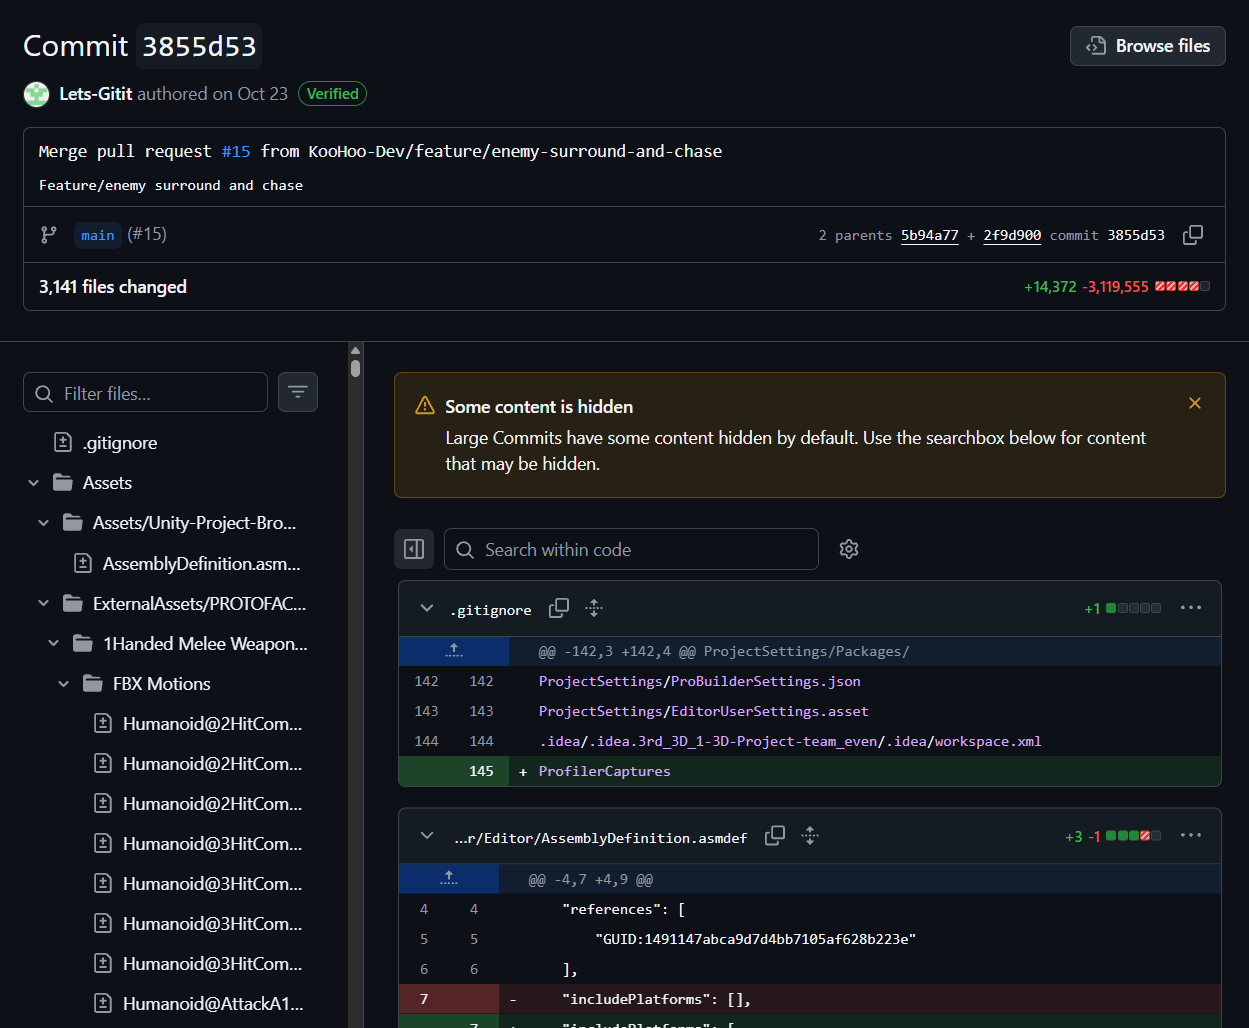 Commit 3855d53
Browse files
Lets-Gitit authored on Oct 23 Verified
Merge pull request #15 from KooHoo-Dev/feature/enemy-surround-and-chase
Feature/enemy surround and chase
main (#15)
2 parents 5b94a77 + 2f9d900 commit 3855d53
3,141 files changed
+14,372 -3,119,555
Filter files...
.gitignore
Assets
Assets/Unity-Project-Bro...
AssemblyDefinition.asm...
ExternalAssets/PROTOFAC...
1Handed Melee Weapon...
FBX Motions
Humanoid@2HitCom...
Humanoid@2HitCom...
Humanoid@2HitCom...
Humanoid@3HitCom...
Humanoid@3HitCom...
Humanoid@3HitCom...
Humanoid@3HitCom...
Humanoid@AttackA1...
Some content is hidden
Large Commits have some content hidden by default. Use the searchbox below for content
that may be hidden.
Search within code
.gitignore
+1
@@ -142,3 +142,4 @@ ProjectSettings/Packages/
142 142 ProjectSettings/ProBuilderSettings.json
143 143 ProjectSettings/EditorUserSettings.asset
144 144 .idea/.idea.3rd_3D_1-3D-Project-team_even/.idea/workspace.xml
145 + ProfilerCaptures
...r/Editor/AssemblyDefinition.asmdef
+3 -1
@@ -4,7 +4,9 @@
4 4 "references": [
5 5 "GUID:1491147abca9d7d4bb7105af628b223e"
6 6 ],
7 - "includePlatforms": [],
7 + "includePlatforms": [